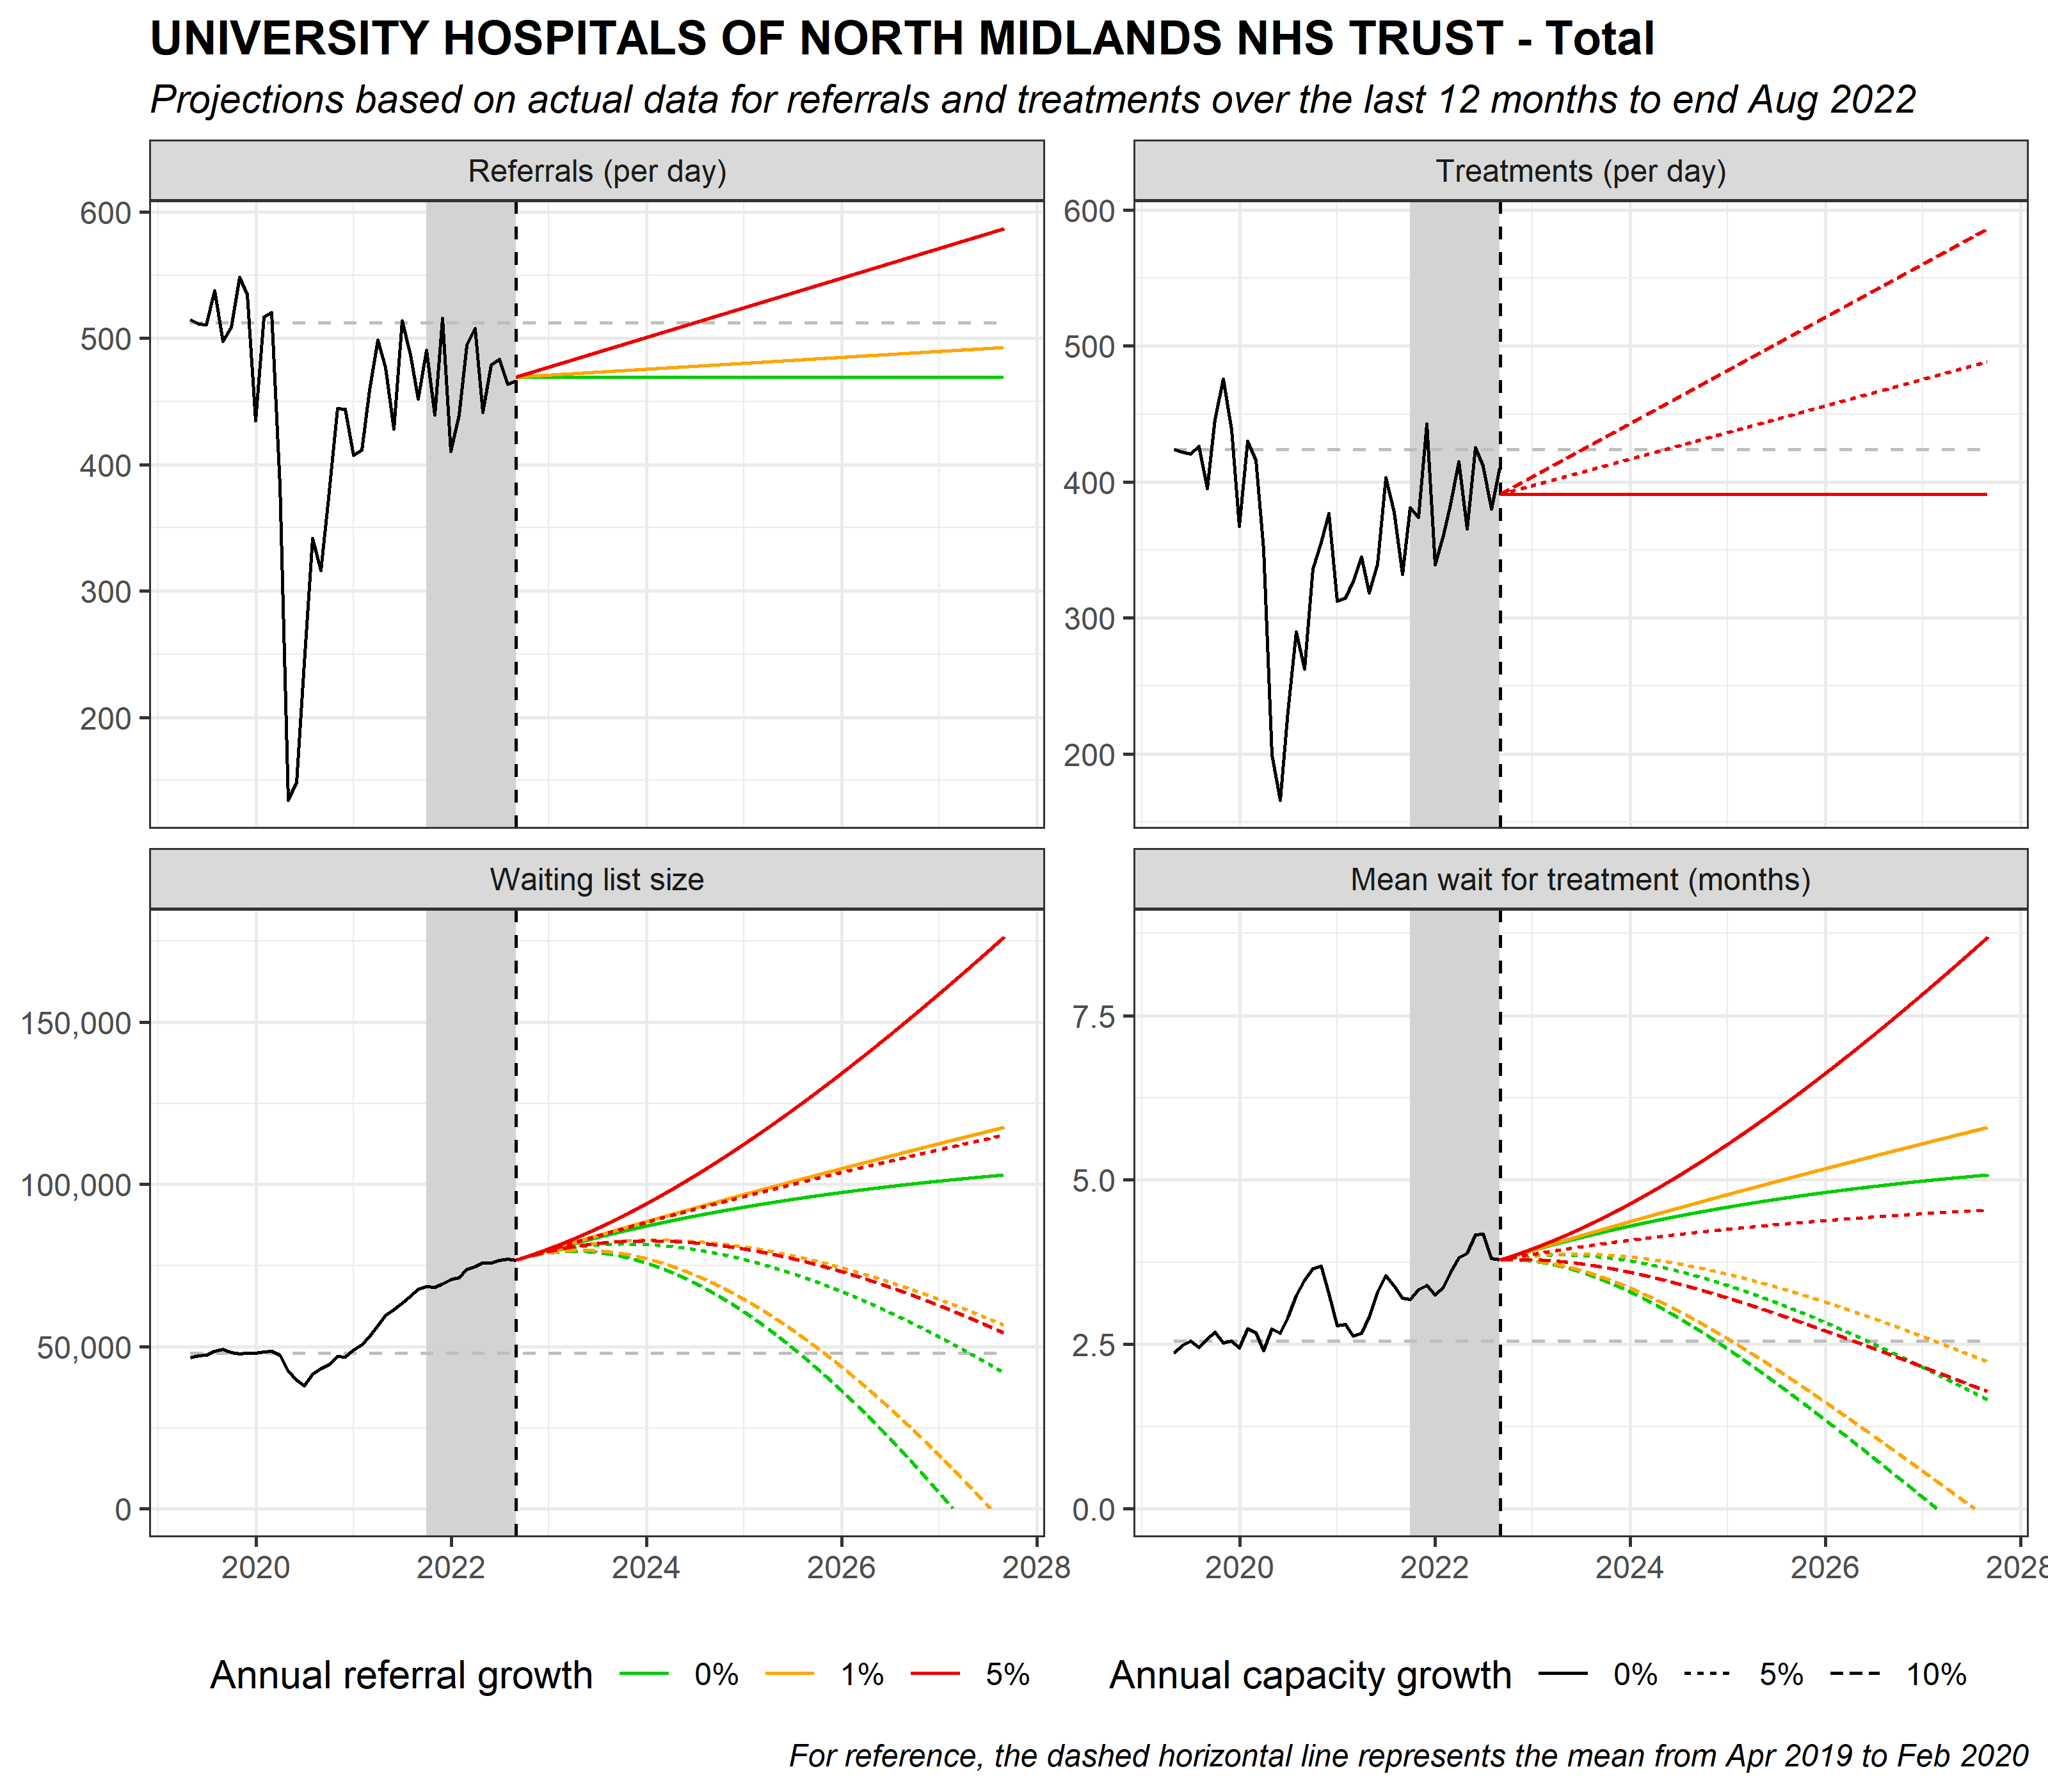 UNIVERSITY HOSPITALS OF NORTH MIDLANDS NHS TRUST - Total
Projections based on actual data for referrals and treatments over the last 12 months to end Aug 2022
Referrals (per day)
600
500
400
300
200
Treatments (per day)
600
500
400
300
200
Waiting list size
150,000
100,000
50,000
0
2020 2022 2024 2026 2028
Mean wait for treatment (months)
7.5
5.0
2.5
0.0
2020 2022 2024 2026 2028
Annual referral growth 0% 1% 5%
Annual capacity growth 0% 5% 10%
For reference, the dashed horizontal line represents the mean from Apr 2019 to Feb 2020